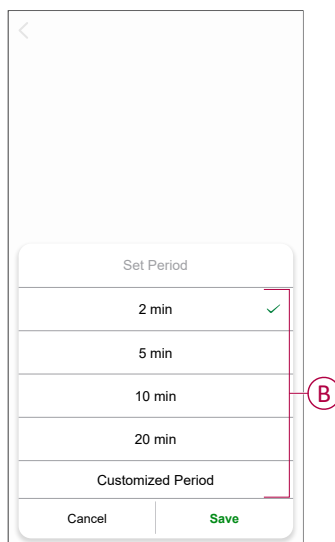 Set Period
2 min
5 min
10 min
20 min
Customized Period
Cancel Save
B